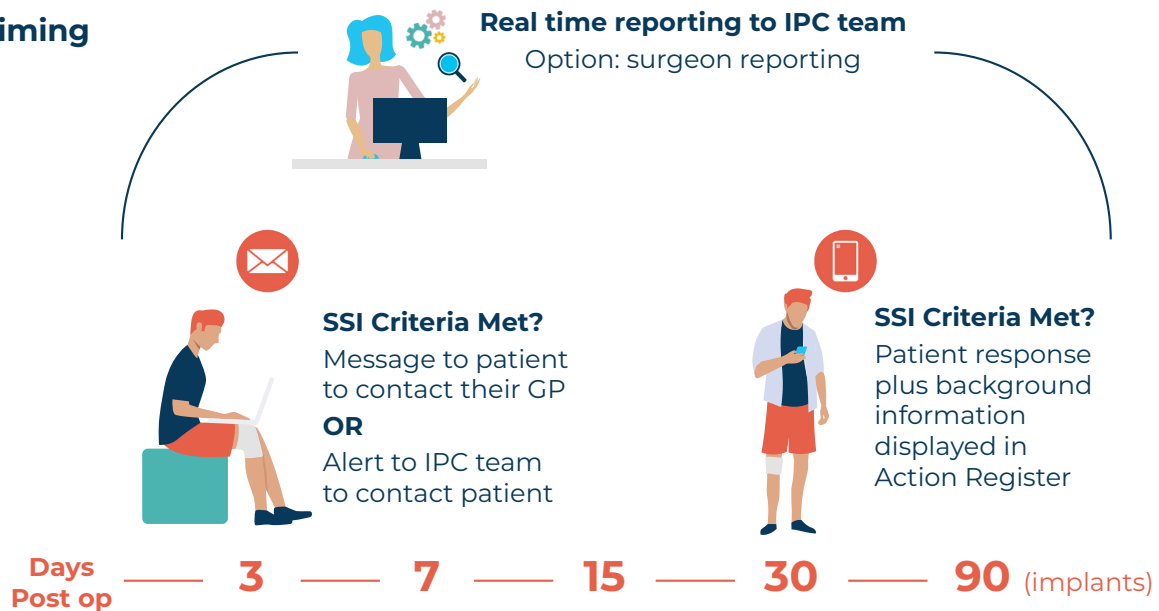 Real time reporting to IPC team
Option: surgeon reporting
SSI Criteria Met?
Message to patient
to contact their GP
OR
Alert to IPC team
to contact patient
SSI Criteria Met?
Patient response
plus background
information
displayed in
Action Register
Days
Post op
3
7
15
30
90 (implants)